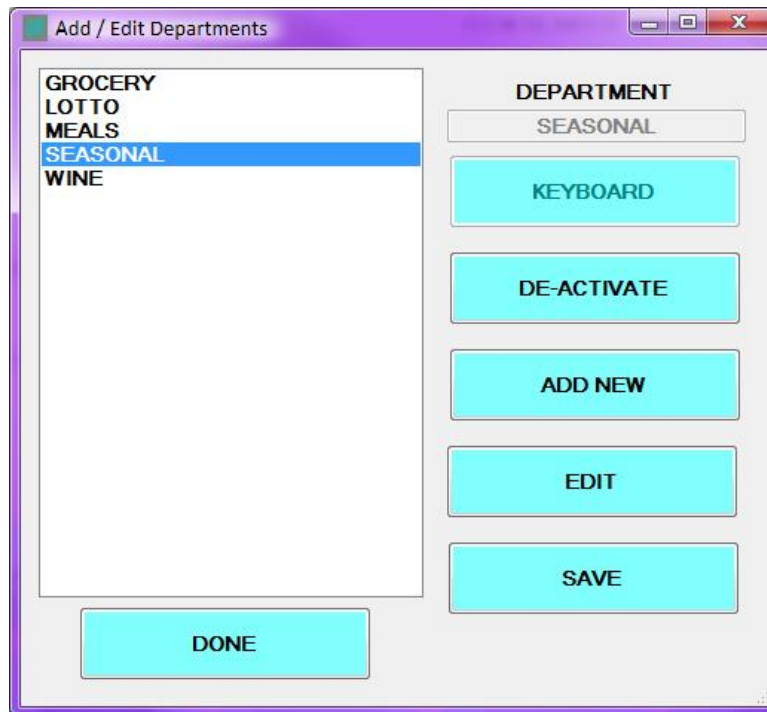 Add / Edit Departments
GROCERY
LOTTO
MEALS
SEASONAL
WINE
DEPARTMENT
SEASONAL
KEYBOARD
DE-ACTIVATE
ADD NEW
EDIT
SAVE
DONE